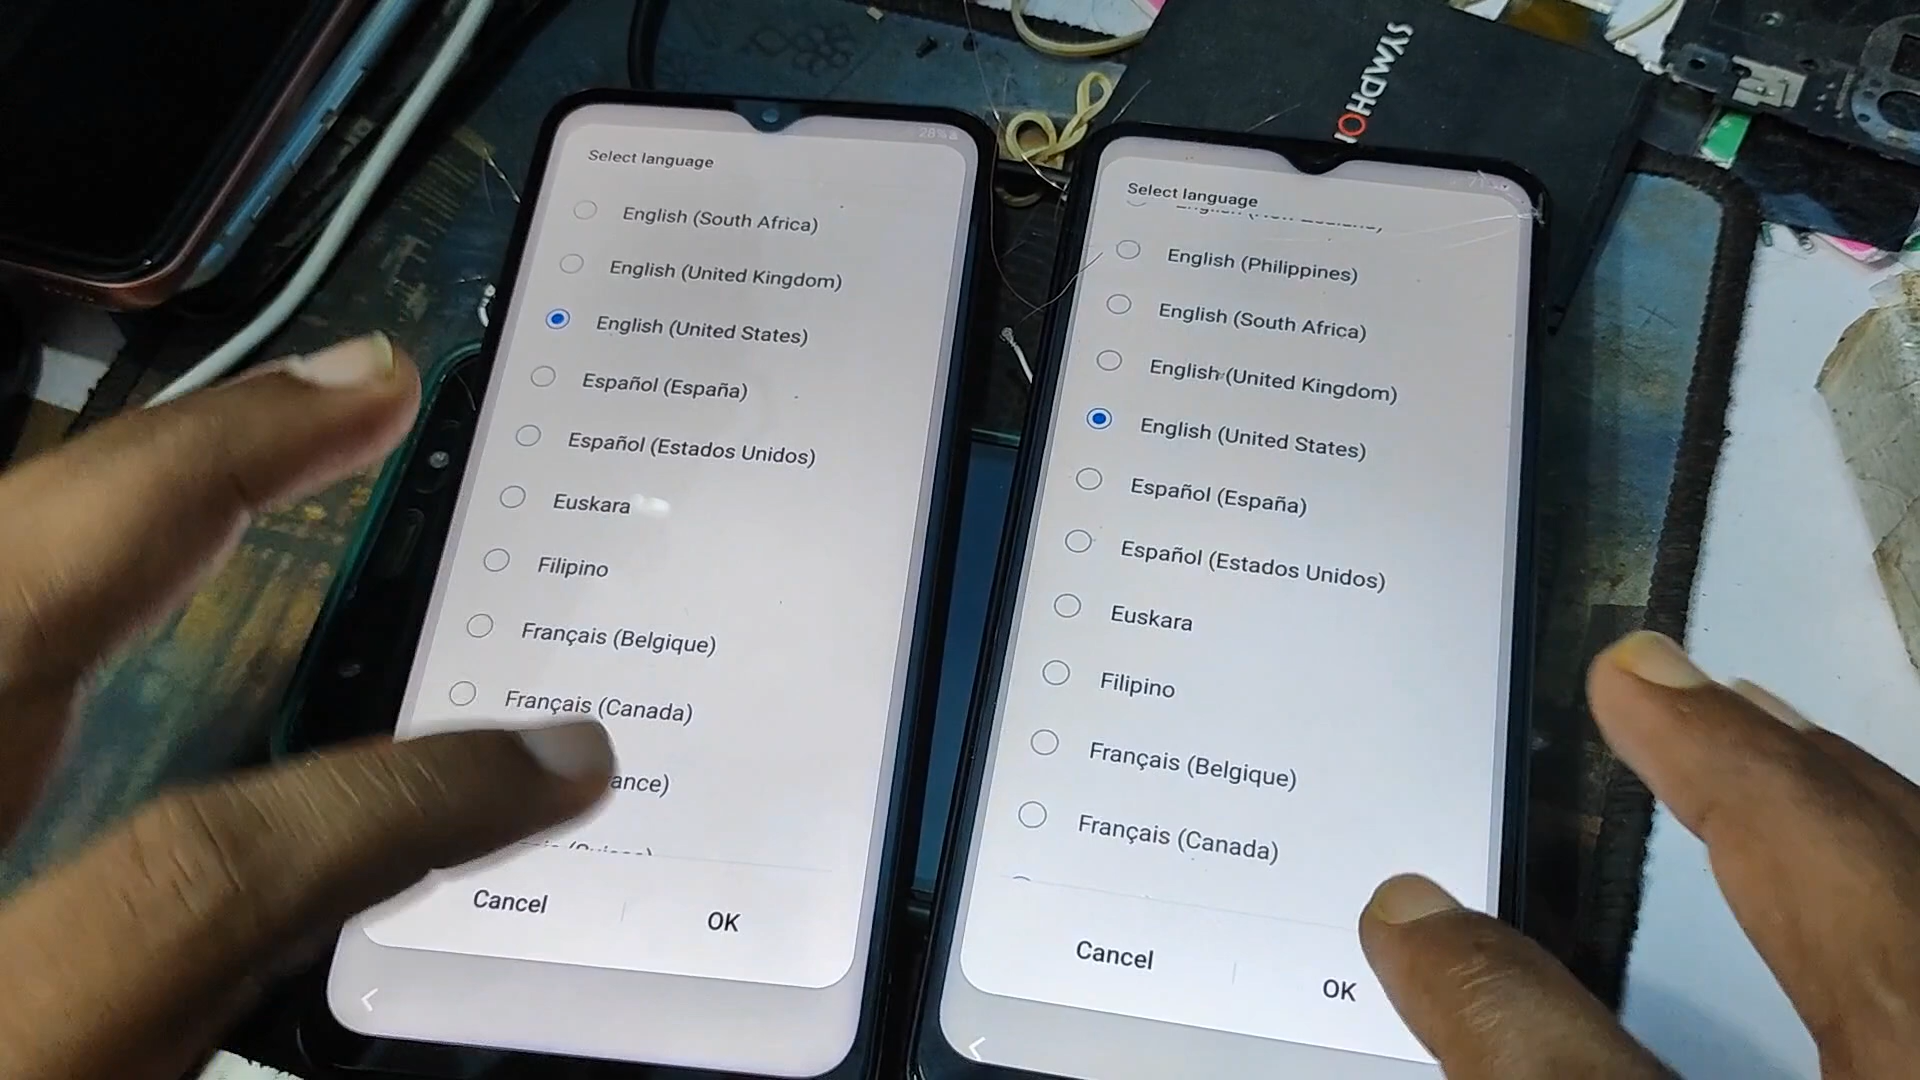 28%
Select language
English (South Africa)
English (United Kingdom)
English (United States)
Español (España)
Español (Estados Unidos)
Euskara
Filipino
Français (Belgique)
Français (Canada)
ance)
Cancel
OK
Select language
English (Philippines)
English (South Africa)
English (United Kingdom)
English (United States)
Español (España)
Español (Estados Unidos)
Euskara
Filipino
Français (Belgique)
Français (Canada)
Cancel
OK